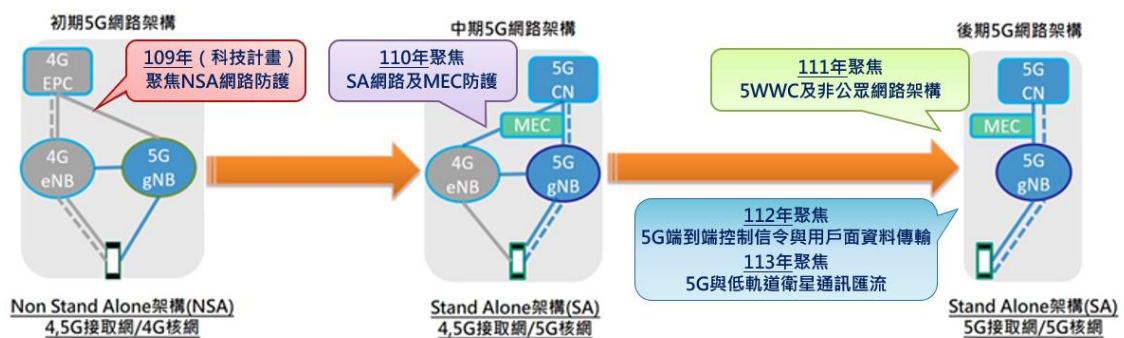 初期5G網路架構
4G
EPC
109年（科技計畫）
聚焦NSA網路防護
4G
eNB
5G
gNB
Non Stand Alone架構(NSA)
4,5G接取網/4G核網
中期5G網路架構
110年聚焦
SA網路及MEC防護
5G
CN
MEC
4G
eNB
5G
gNB
Stand Alone架構(SA)
4,5G接取網/5G核網
後期5G網路架構
111年聚焦
5WWC及非公眾網路架構
5G
CN
MEC
5G
gNB
112年聚焦
5G端到端控制信令與用戶面資料傳輸
113年聚焦
5G與低軌道衛星通訊匯流
Stand Alone架構(SA)
5G接取網/5G核網